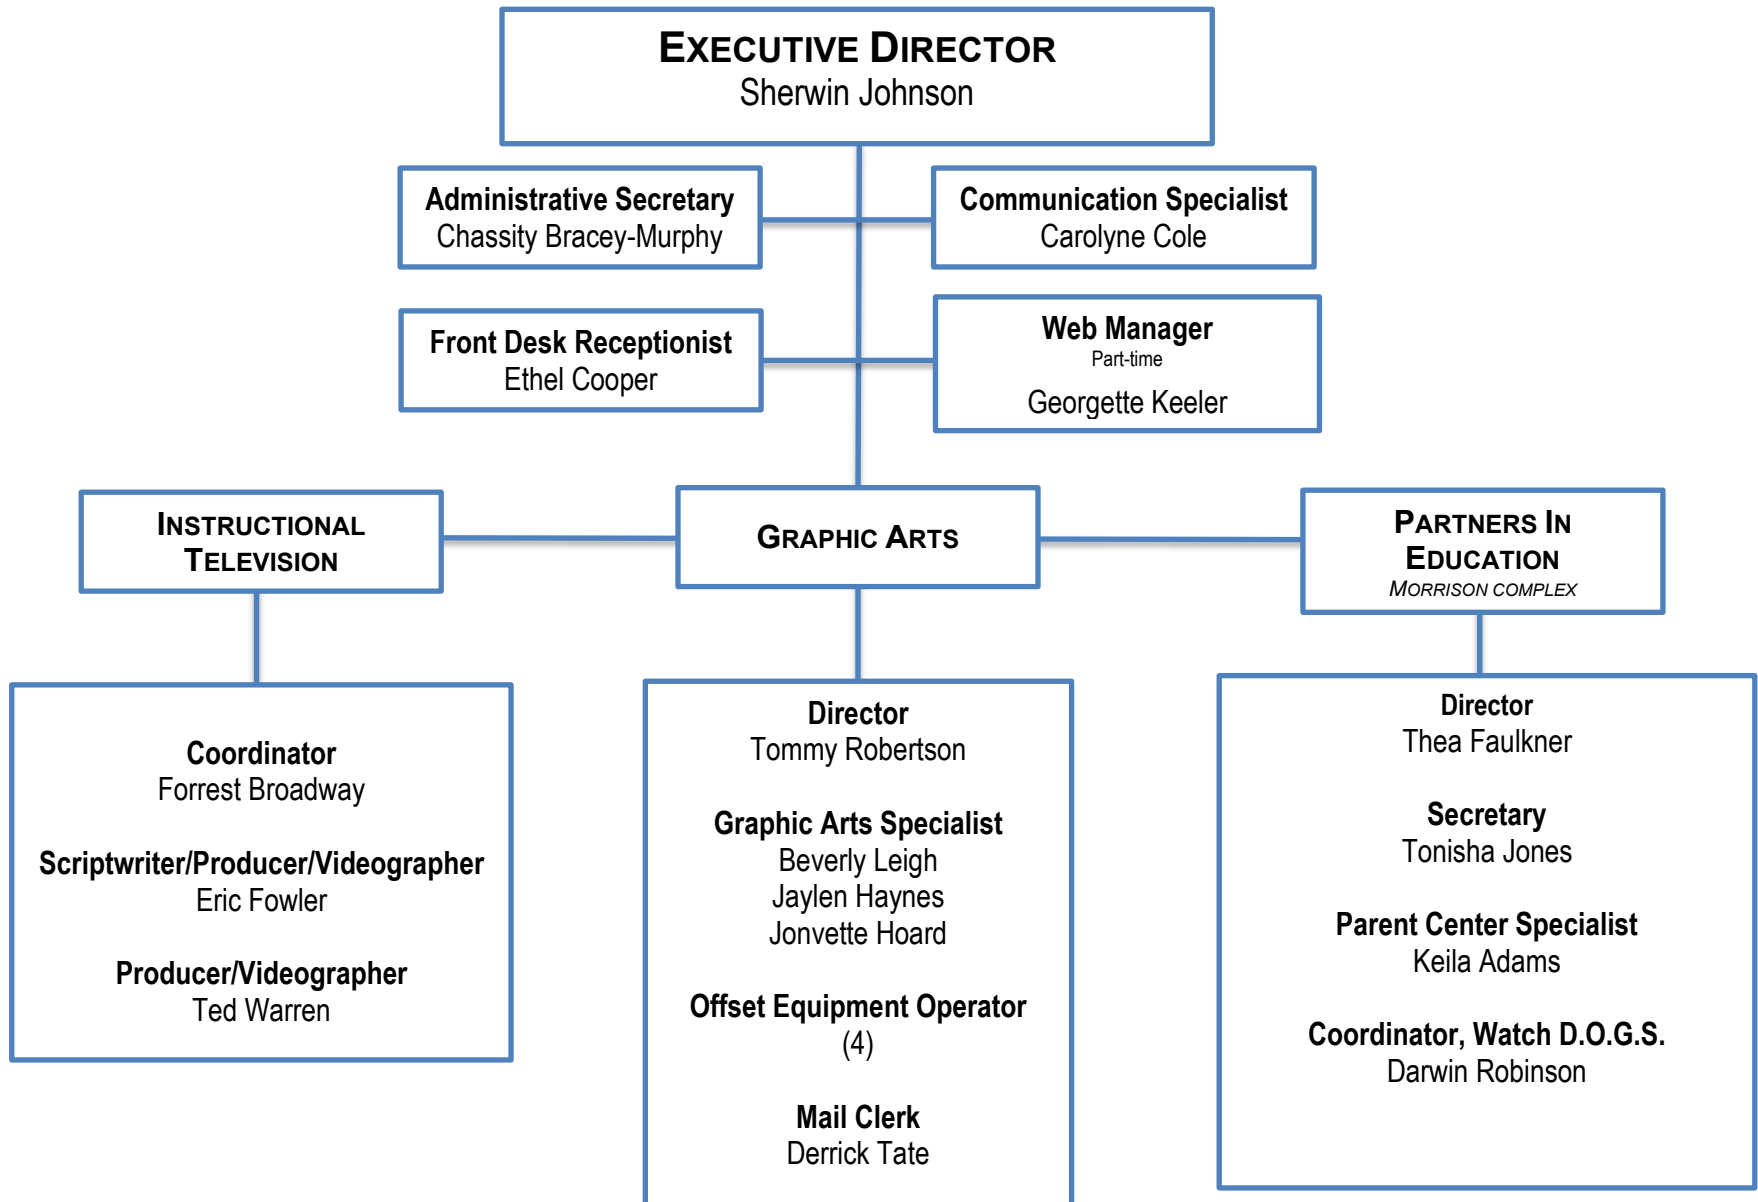 EXECUTIVE DIRECTOR
Sherwin Johnson
Administrative Secretary
Chassity Bracey-Murphy
Communication Specialist
Carolyne Cole
Front Desk Receptionist
Ethel Cooper
Web Manager
Part-time
Georgette Keeler
INSTRUCTIONAL
TELEVISION
GRAPHIC ARTS
PARTNERS IN
EDUCATION
MORRISON COMPLEX
Coordinator
Forrest Broadway
Scriptwriter/Producer/Videographer
Eric Fowler
Producer/Videographer
Ted Warren
Director
Tommy Robertson
Graphic Arts Specialist
Beverly Leigh
Jaylen Haynes
Jonvette Hoard
Offset Equipment Operator
(4)
Mail Clerk
Derrick Tate
Director
Thea Faulkner
Secretary
Tonisha Jones
Parent Center Specialist
Keila Adams
Coordinator, Watch D.O.G.S.
Darwin Robinson